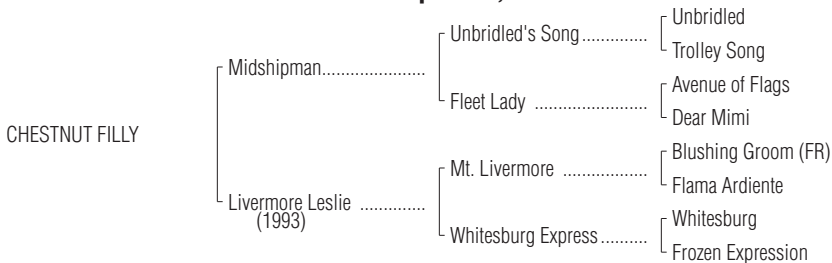 Unbridled
Unbridled's Song..............
Trolley Song
Midshipman......................
Avenue of Flags
Fleet Lady ........................
Dear Mimi
CHESTNUT FILLY
Blushing Groom (FR)
Mt. Livermore ..................
Flama Ardiente
Livermore Leslie ..............
(1993)
Whitesburg
Whitesburg Express..........
Frozen Expression